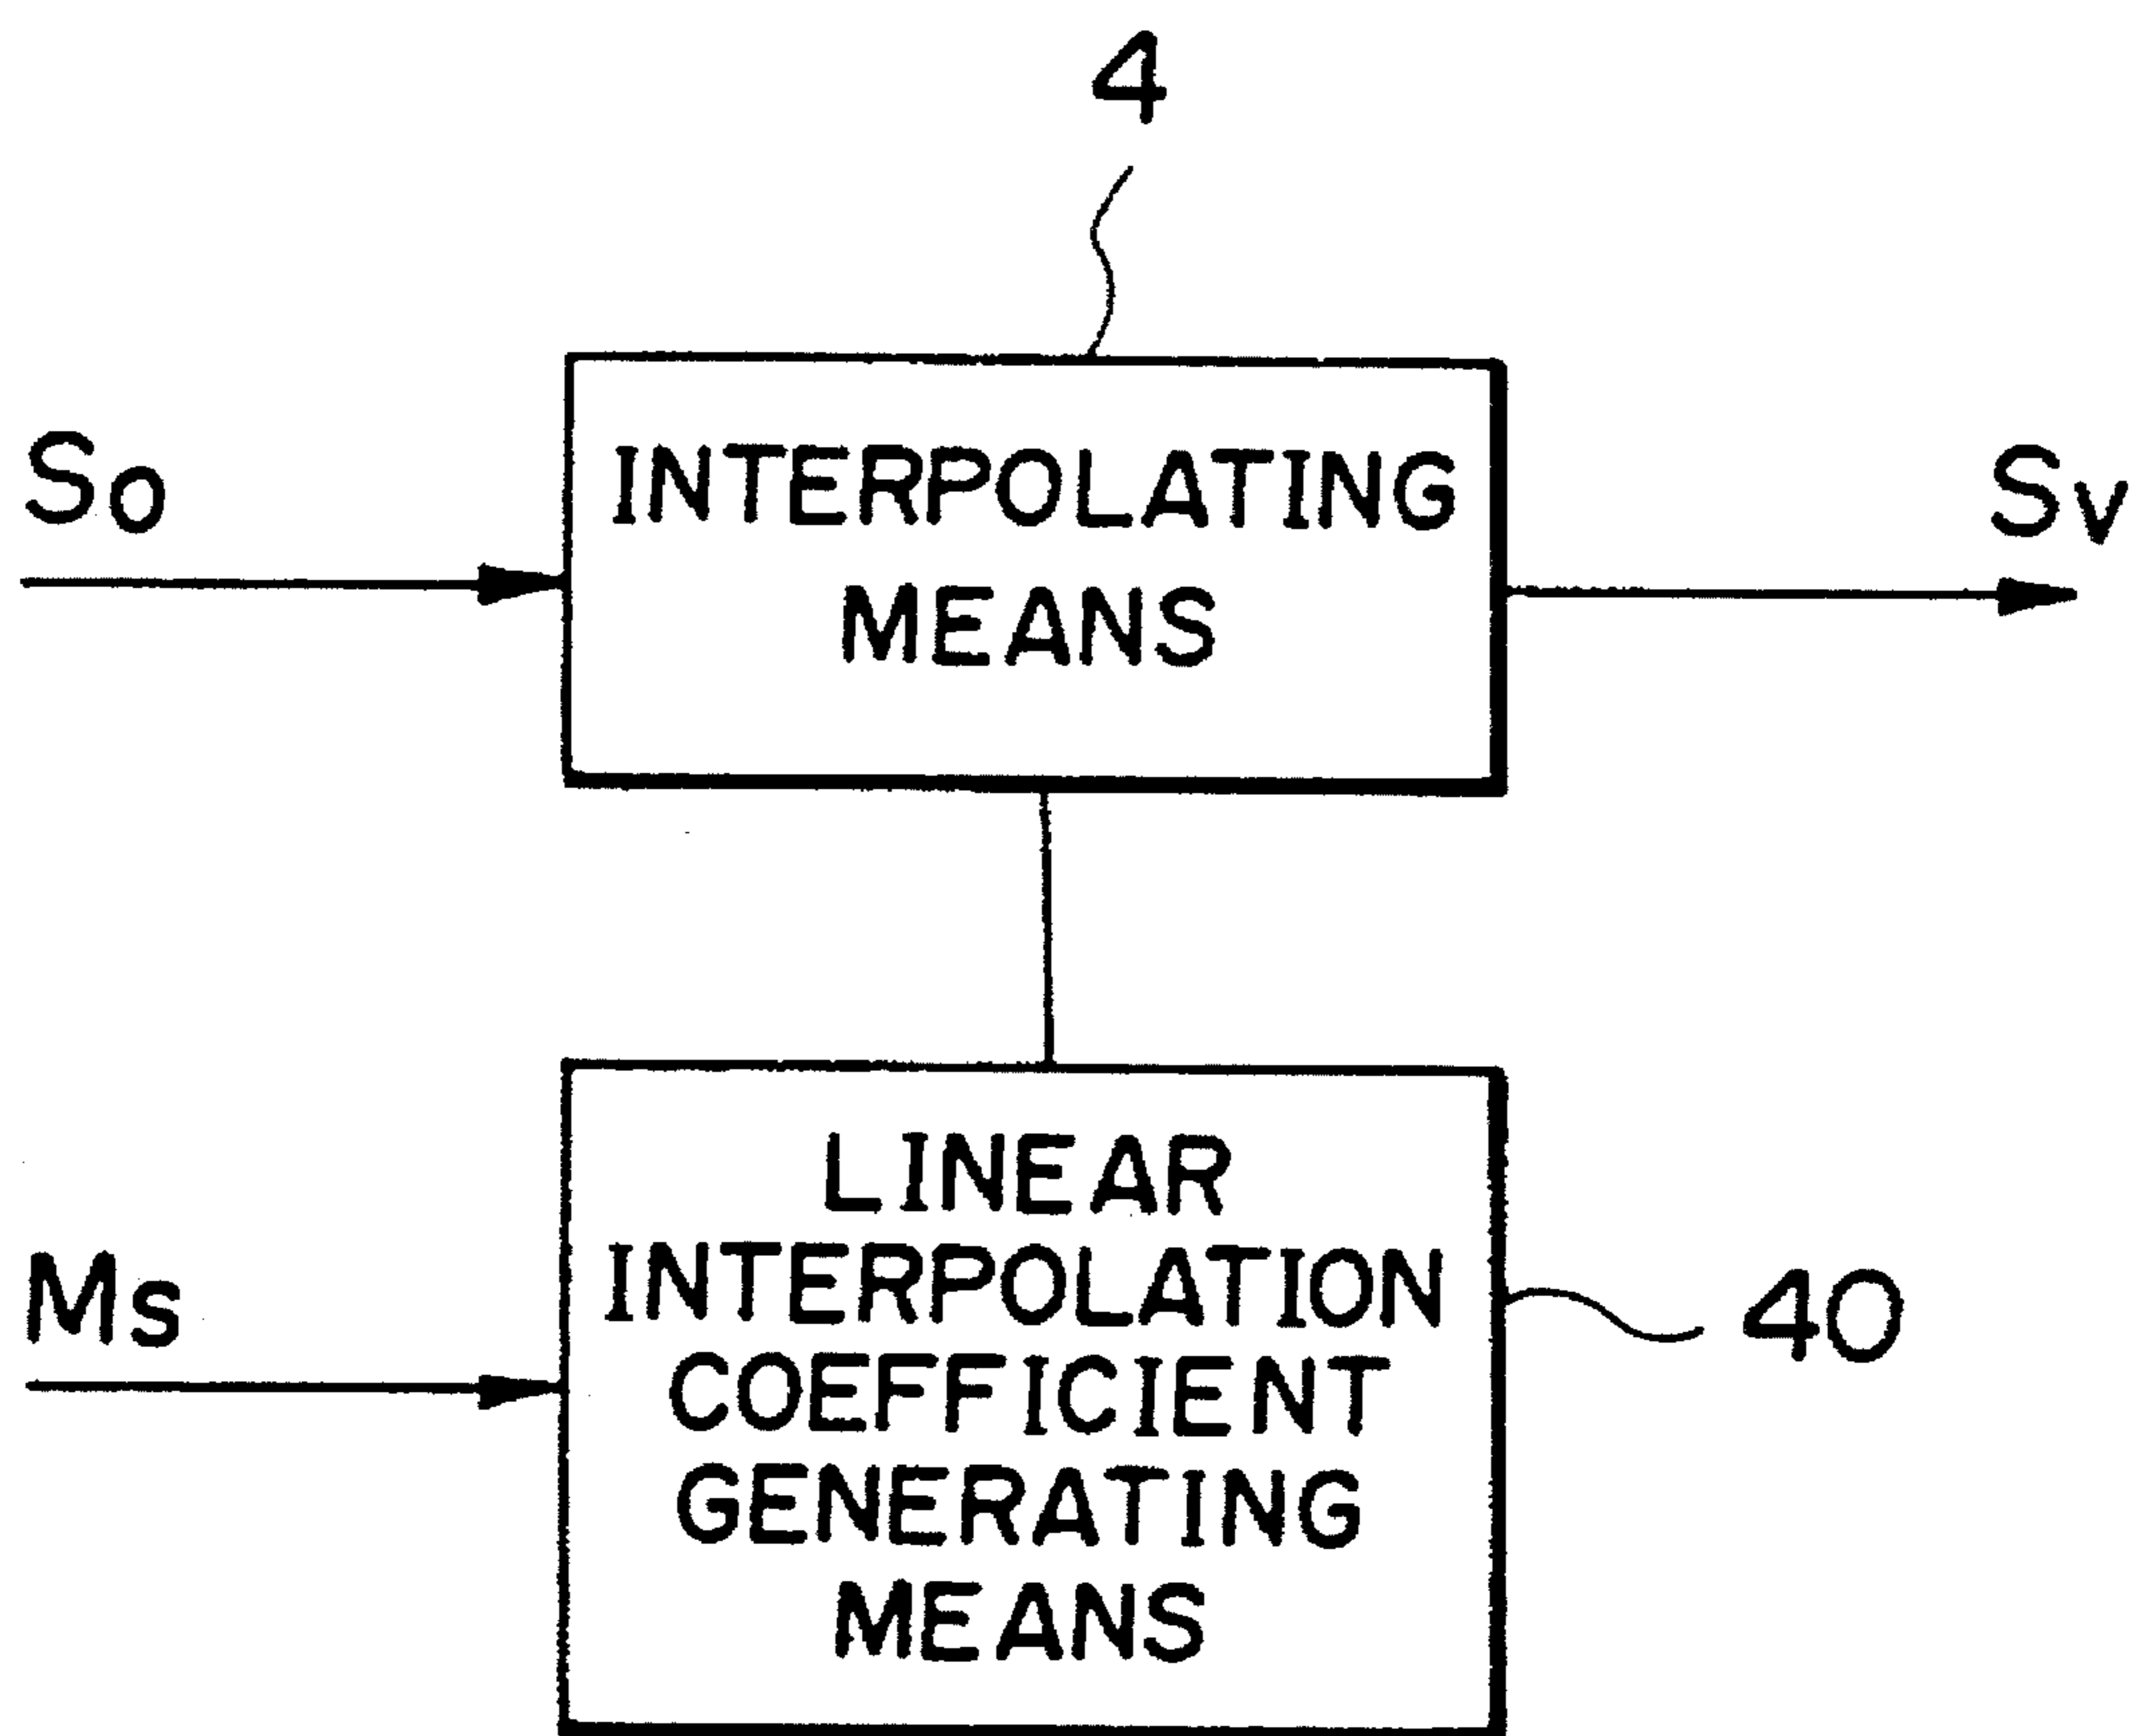 4
So
INTERPOLATING
MEANS
Sv
LINEAR
INTERPOLATION
COEFFICIENT
GENERATING
MEANS
Ms
40